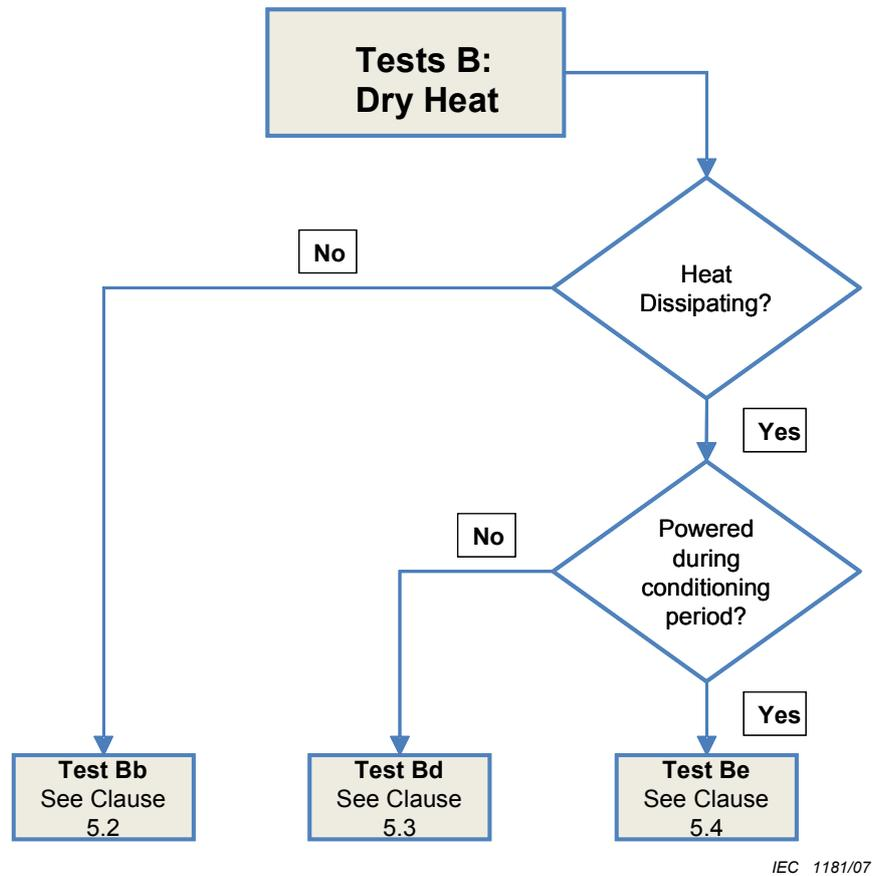 Tests B:
Dry Heat
No
Heat
Dissipating?
Yes
No
Powered
during
conditioning
period?
Yes
Test Bb
See Clause
5.2
Test Bd
See Clause
5.3
Test Be
See Clause
5.4
IEC 1181/07